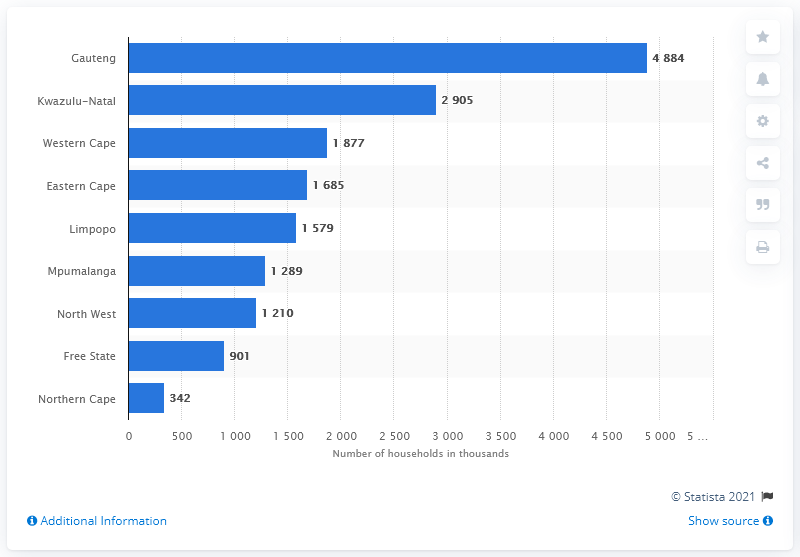 Gauteng 4 884
Kwazulu-Natal 2 905
Western Cape 1 877
Eastern Cape 1 685
Limpopo 1 579
Mpumalanga 1 289
North West 1 210
Free State 901
Northern Cape 342
0 500 1 000 1 500 2 000 2 500 3 000 3 500 4 000 4 500 5 000 5 ...
Number of households in thousands
© Statista 2021
Additional Information Show source